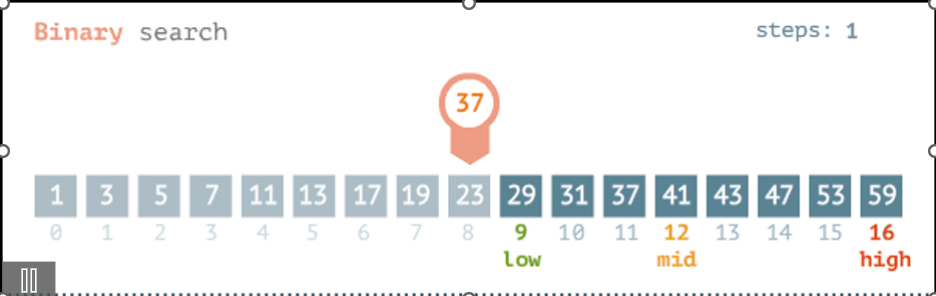 Binary search
steps: 1
37
1 3 5 7 11 13 17 19 23 29 31 37 41 43 47 53 59
0 1 2 3 4 5 6 7 8 9 10 11 12 13 14 15 16
low mid high